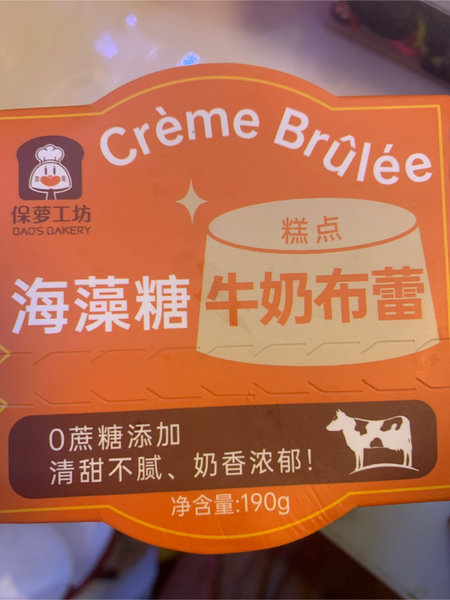 Crème Brûlée
保萝工坊
BAO'S BAKERY
糕点
海藻糖 牛奶布蕾
0蔗糖添加
清甜不腻、奶香浓郁！
净含量:190g